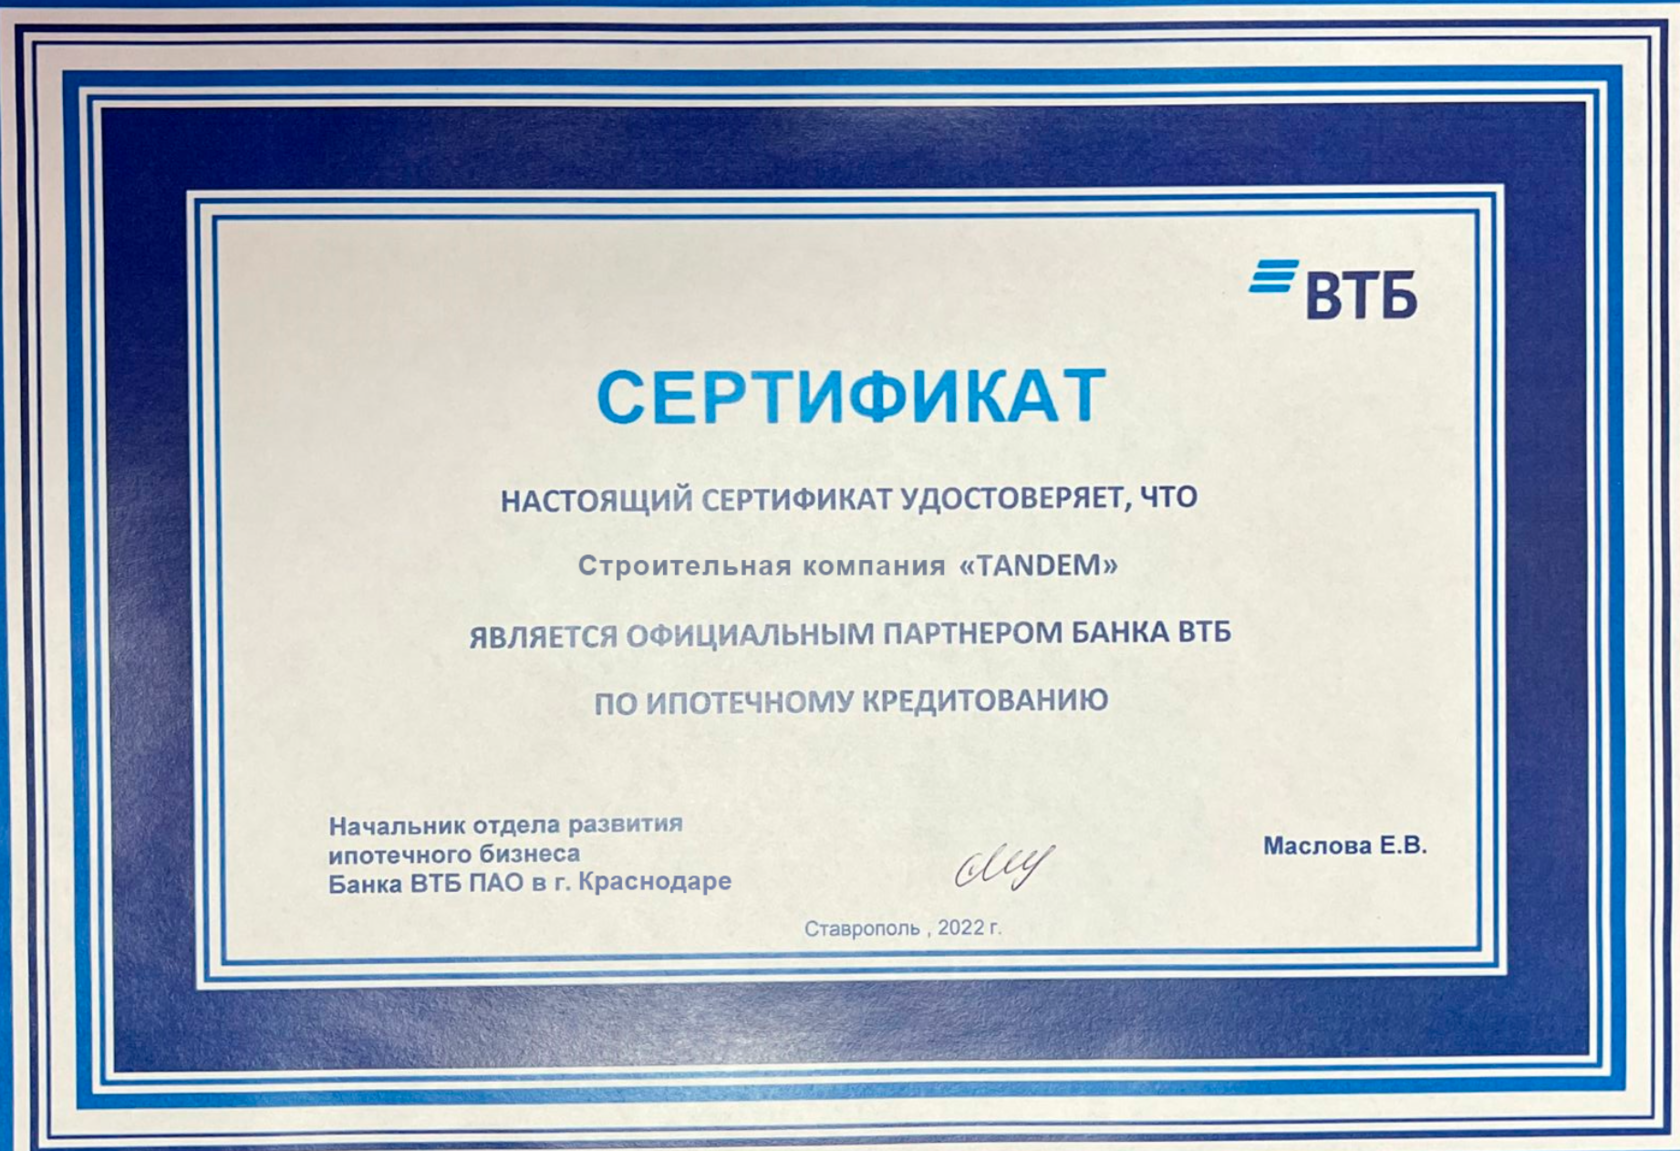 ВТБ
СЕРТИФИКАТ
НАСТОЯЩИЙ СЕРТИФИКАТ УДОСТОВЕРЯЕТ, ЧТО
Строительная компания «TANDEM»
ЯВЛЯЕТСЯ ОФИЦИАЛЬНЫМ ПАРТНЕРОМ БАНКА ВТБ
ПО ИПОТЕЧНОМУ КРЕДИТОВАНИЮ
Начальник отдела развития
ипотечного бизнеса
Банка ВТБ ПАО в г. Краснодаре
Маслова Е.В.
Ставрополь , 2022 г.